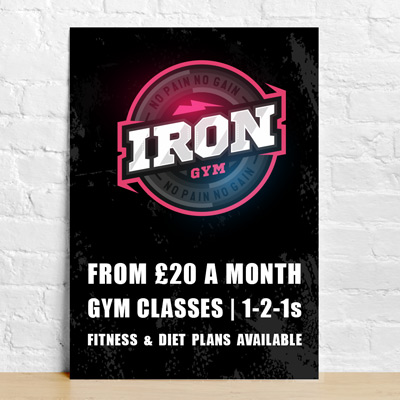 NO PAIN NO GAIN
IRON
GYM
NO PAIN NO GAIN
FROM £20 A MONTH
GYM CLASSES | 1-2-1s
FITNESS & DIET PLANS AVAILABLE